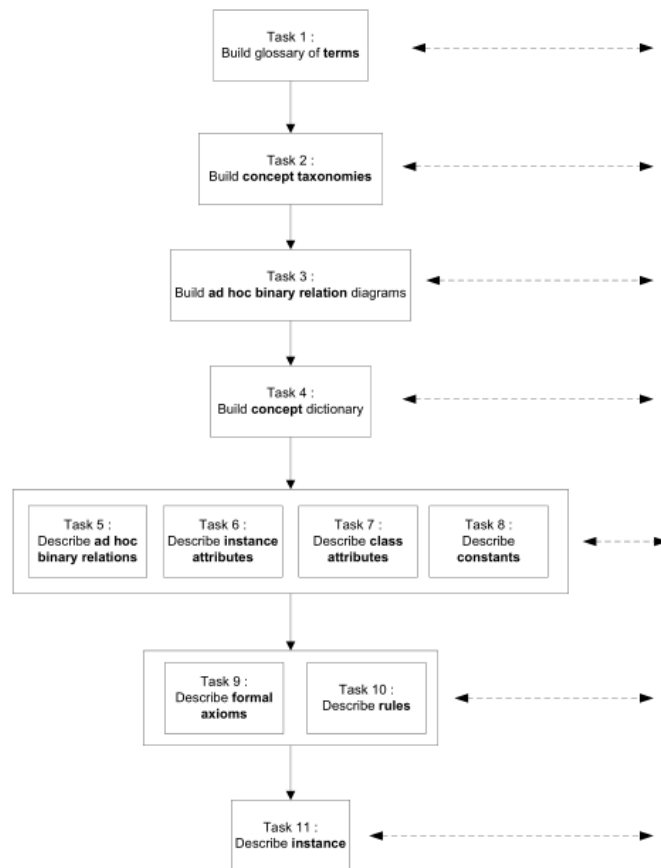 Task 1 :
Build glossary of terms
Task 2 :
Build concept taxonomies
Task 3 :
Build ad hoc binary relation diagrams
Task 4 :
Build concept dictionary
Task 5 :
Describe ad hoc
binary relations
Task 6 :
Describe instance
attributes
Task 7 :
Describe class
attributes
Task 8 :
Describe
constants
Task 9 :
Describe formal
axioms
Task 10 :
Describe rules
Task 11 :
Describe instance